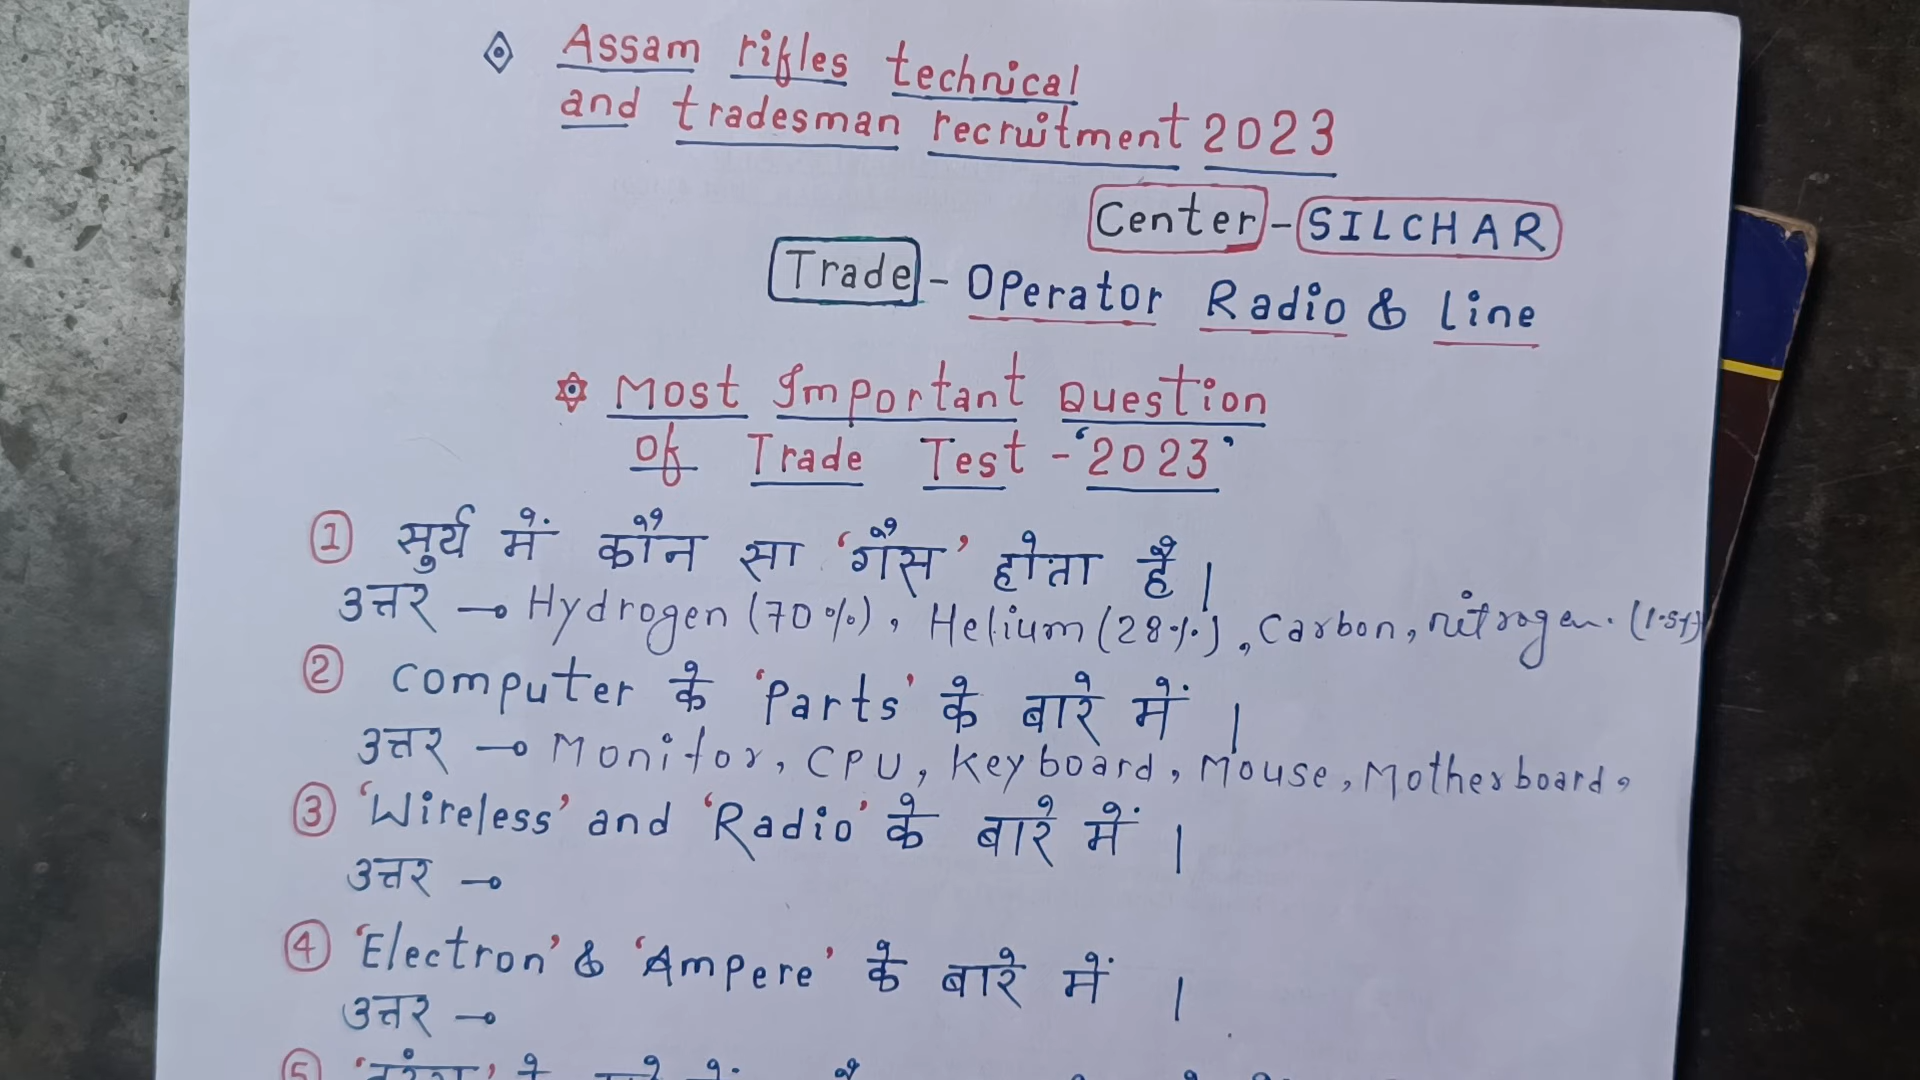 Assam rifles technical
and tradesman recruitment 2023
Center - SILCHAR
Trade - Operator Radio & line
Most Important Question
of Trade Test - '2023'
① सुर्य में कौन सा 'गैस' होता है।
उत्तर → Hydrogen (70%), Helium (28%), Carbon, nitrogen. (1.5%)
② Computer के 'Parts' के बारे में।
उत्तर → Monitor, CPU, Keyboard, Mouse, Motherboard,
③ 'Wireless' and 'Radio' के बारे में।
उत्तर →
④ 'Electron' & 'Ampere' के बारे में।
उत्तर →
⑤